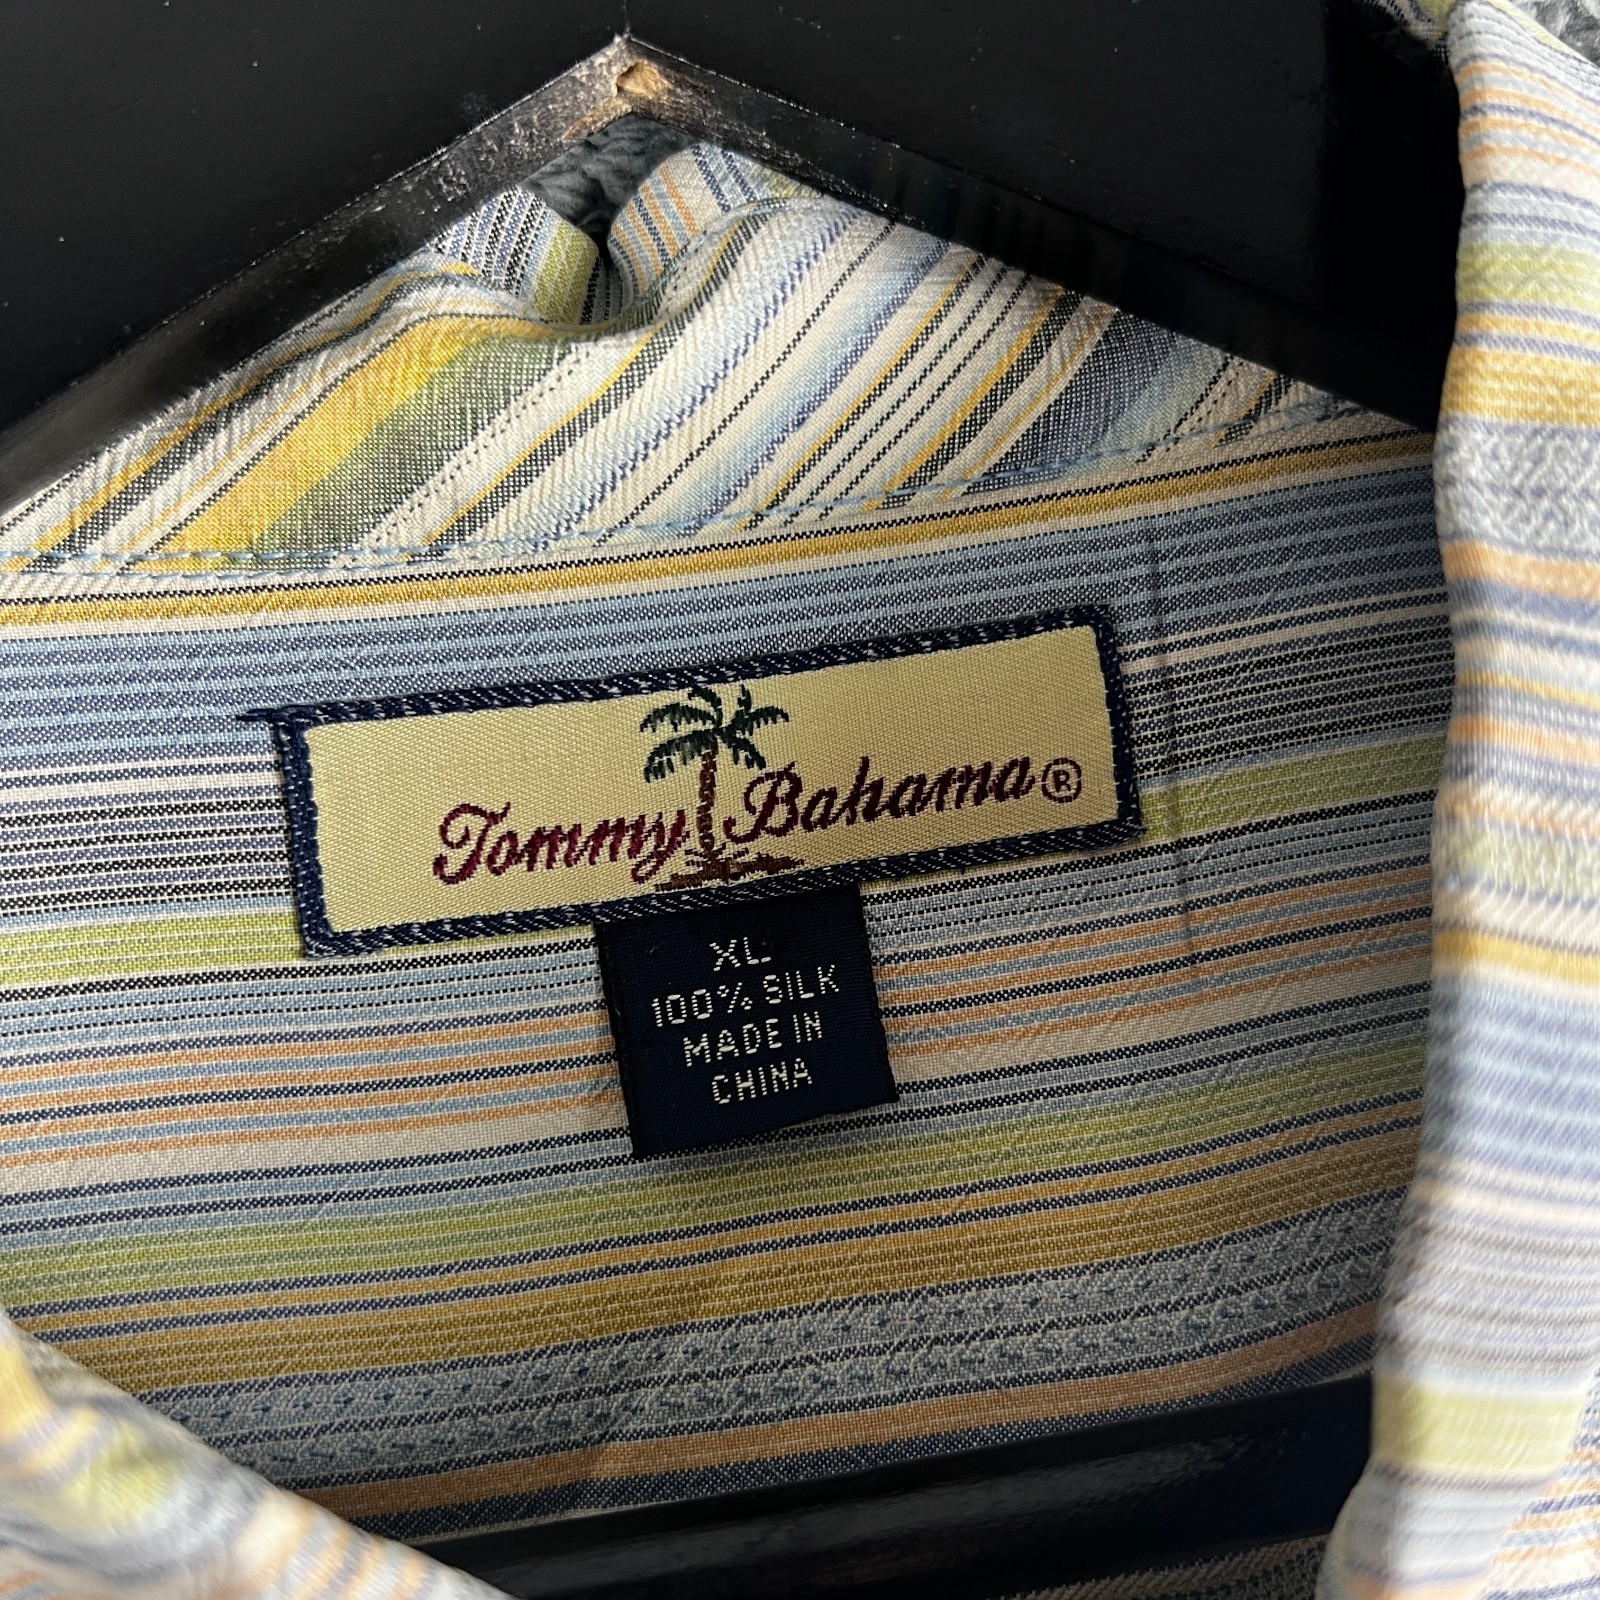 Tommy Bahama®
XL
100% SILK
MADE IN
CHINA